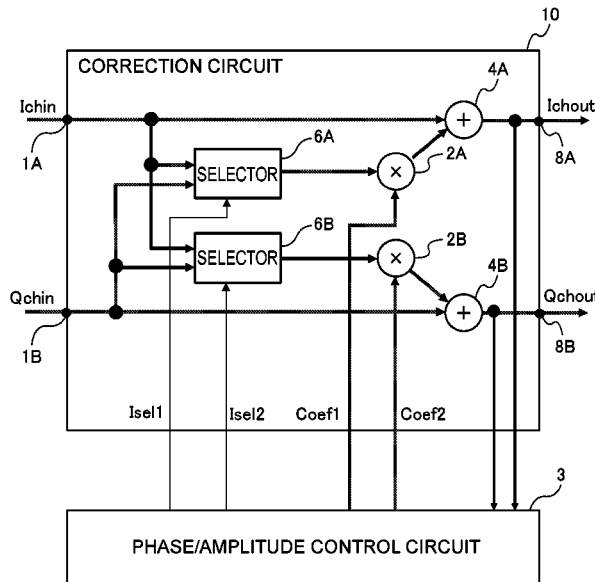 10
CORRECTION CIRCUIT
4A
Ichin
Ichout
1A
6A
2A
8A
SELECTOR
×
+
6B
2B
SELECTOR
×
4B
Qchin
Qchout
1B
+
8B
Isel1
Isel2
Coef1
Coef2
3
PHASE/AMPLITUDE CONTROL CIRCUIT